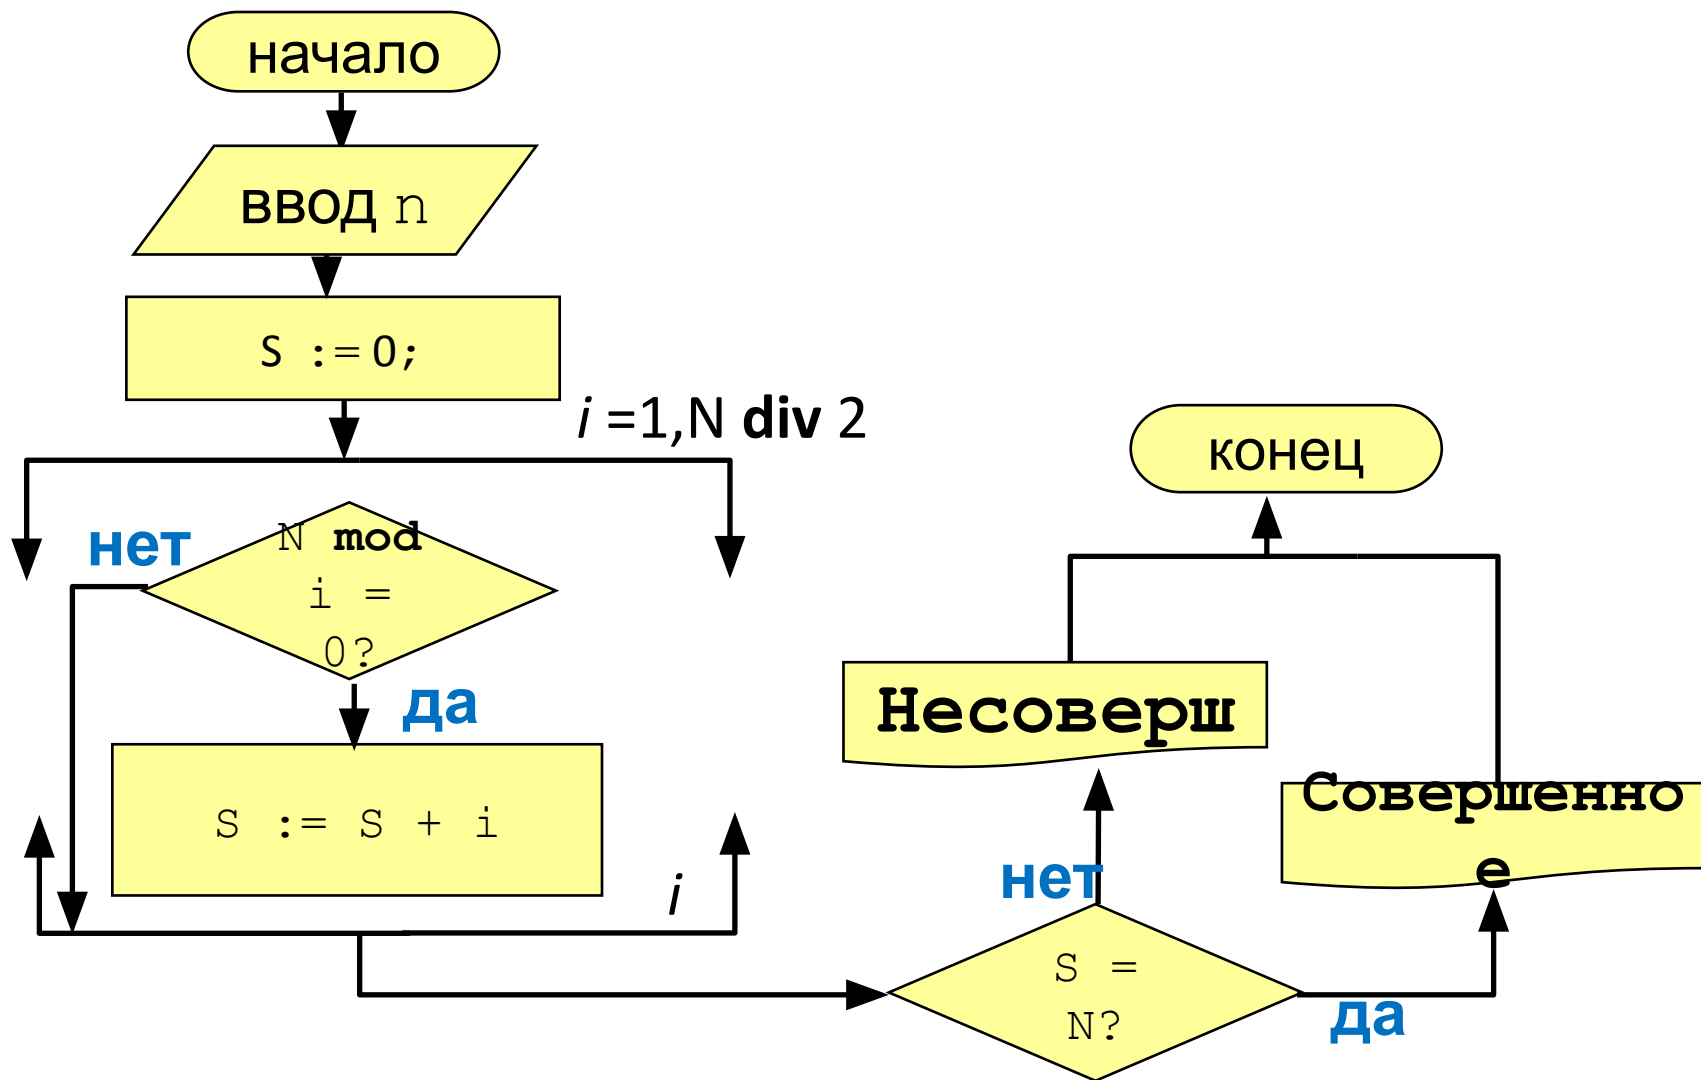 начало
ввод n
S := 0;
i =1,N div 2
нет
N mod
i =
0?
да
S := S + i
i
конец
Несоверш
Совершенно
е
нет
S =
N?
да